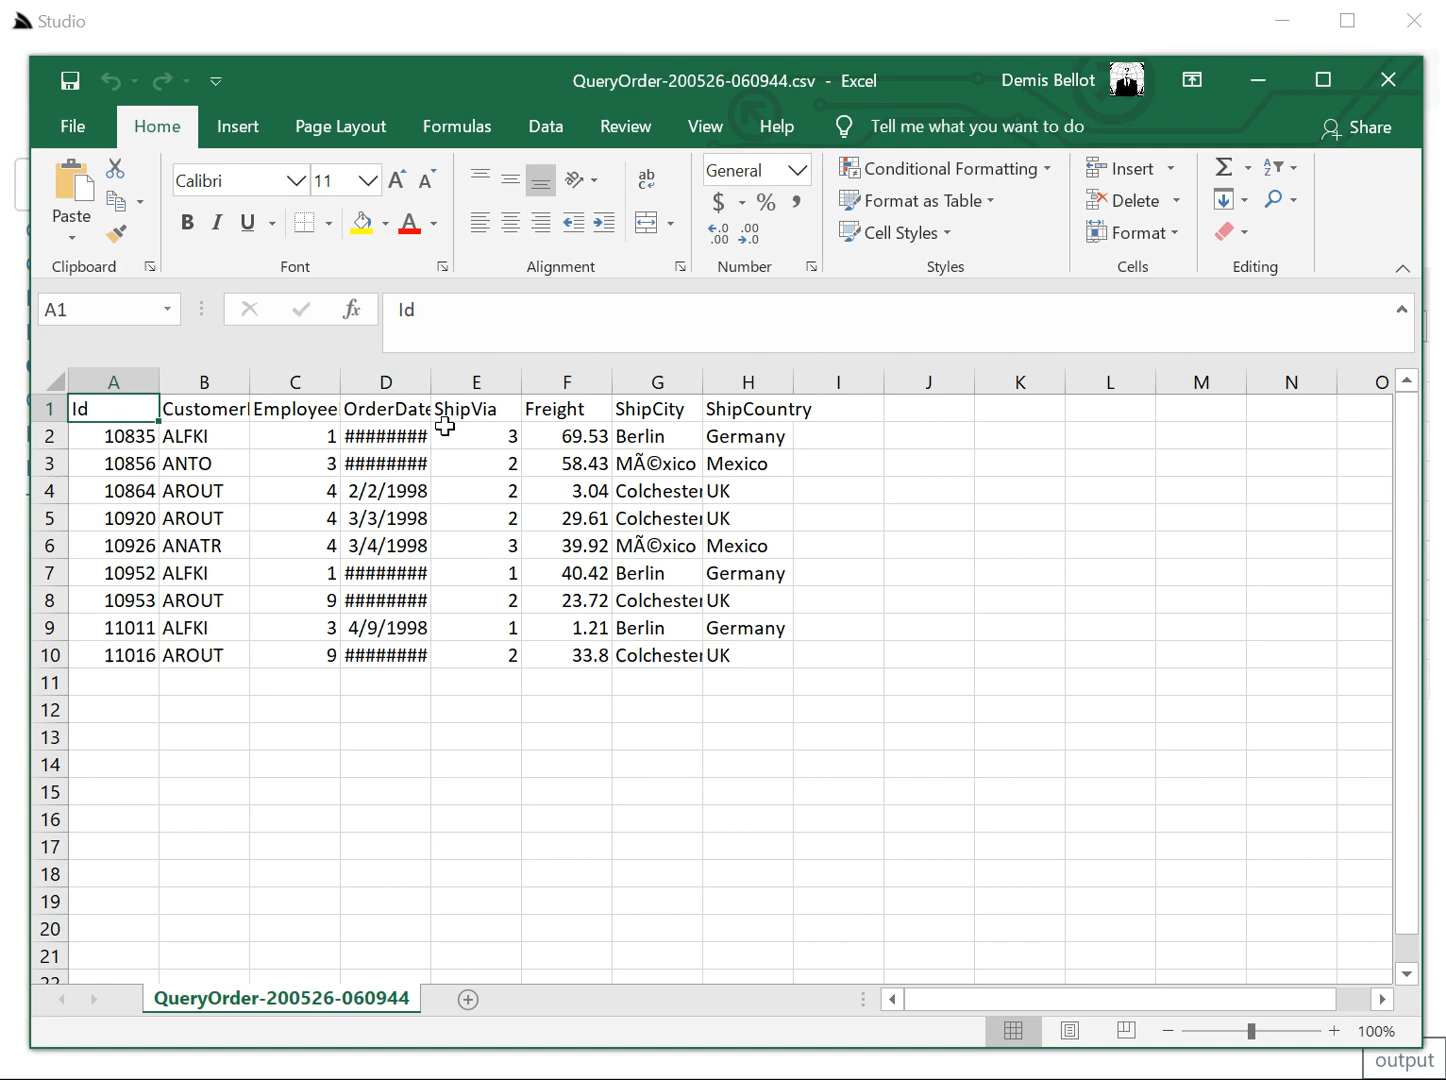 Studio
QueryOrder-200526-060944.csv - Excel
Demis Bellot
File Home Insert Page Layout Formulas Data Review View Help Tell me what you want to do Share
Paste
Calibri 11
General
Conditional Formatting
Format as Table
Cell Styles
Insert
Delete
Format
Clipboard Font Alignment Number Styles Cells Editing
A1 fx Id
A B C D E F G H I J K L M N O
1 Id CustomerI Employee OrderDate ShipVia Freight ShipCity ShipCountry
2 10835 ALFKI 1 ######## 3 69.53 Berlin Germany
3 10856 ANTO 3 ######## 2 58.43 MÃ©xico Mexico
4 10864 AROUT 4 2/2/1998 2 3.04 Colchester UK
5 10920 AROUT 4 3/3/1998 2 29.61 Colchester UK
6 10926 ANATR 4 3/4/1998 3 39.92 MÃ©xico Mexico
7 10952 ALFKI 1 ######## 1 40.42 Berlin Germany
8 10953 AROUT 9 ######## 2 23.72 Colchester UK
9 11011 ALFKI 3 4/9/1998 1 1.21 Berlin Germany
10 11016 AROUT 9 ######## 2 33.8 Colchester UK
11
12
13
14
15
16
17
18
19
20
21
22
QueryOrder-200526-060944
100%
output